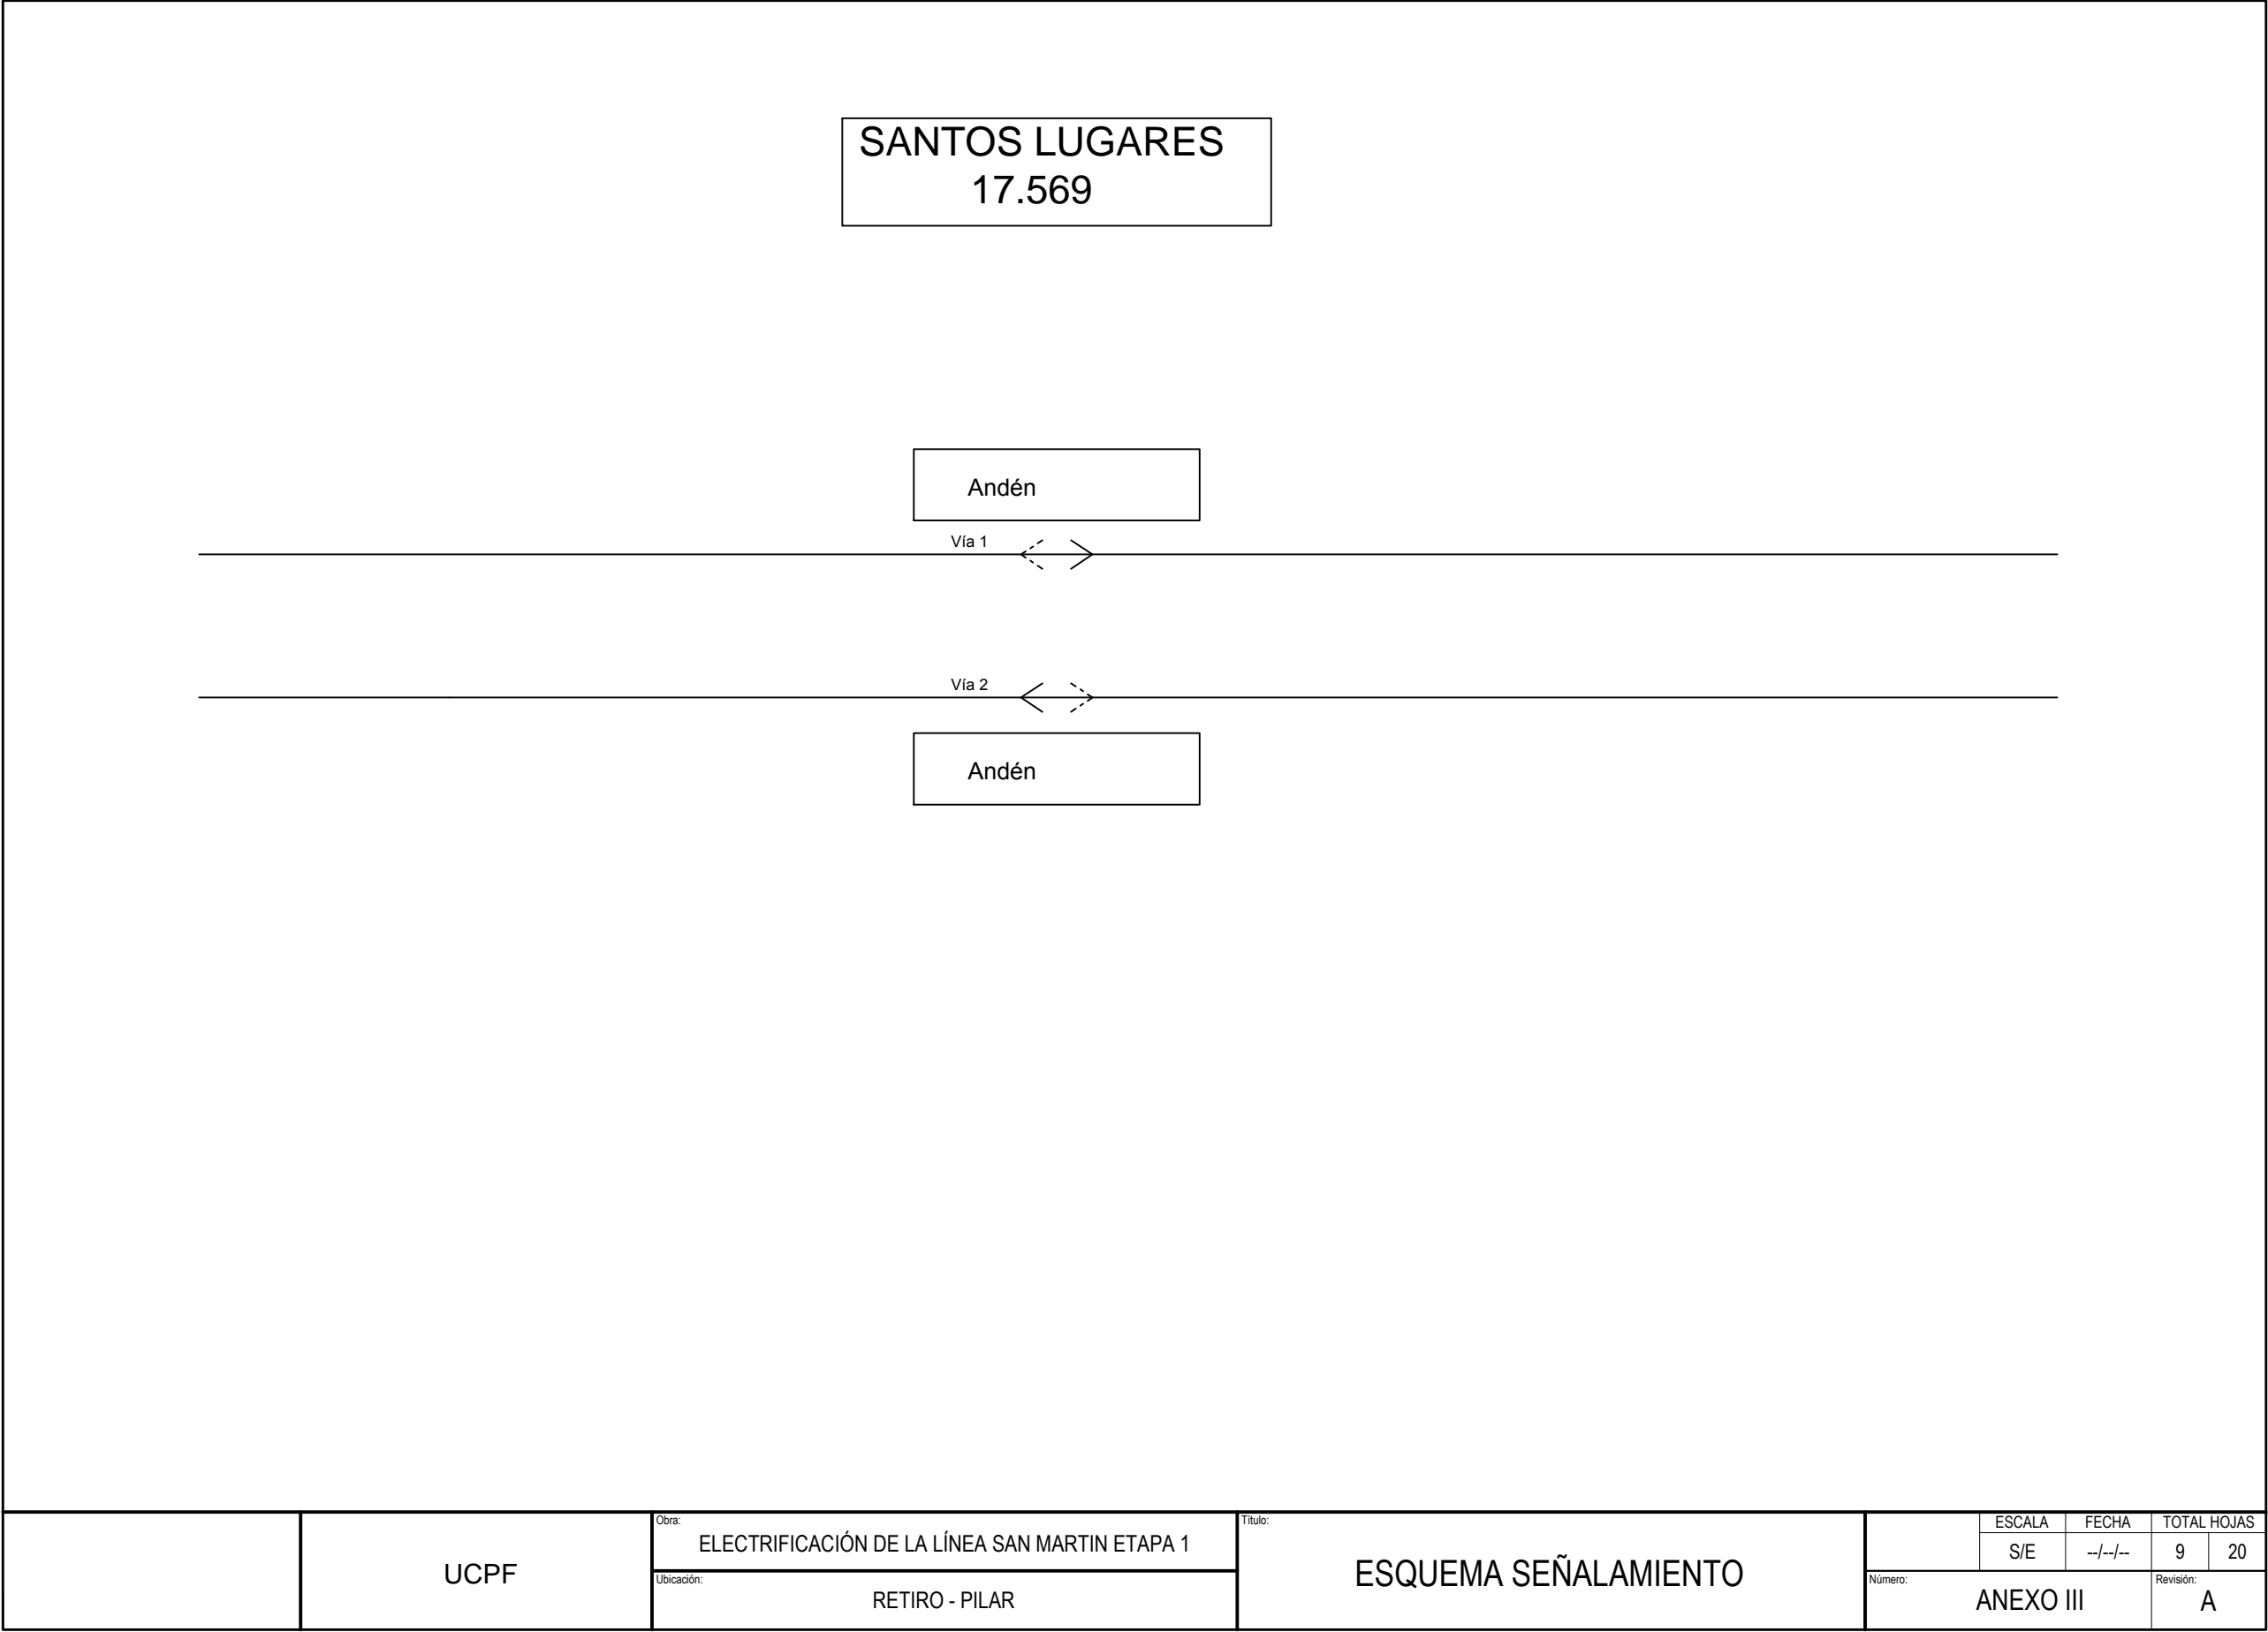 SANTOS LUGARES
17.569
Andén
Vía 1
Vía 2
Andén
UCPF
Obra:
ELECTRIFICACIÓN DE LA LÍNEA SAN MARTIN ETAPA 1
Ubicación:
RETIRO - PILAR
Título:
ESQUEMA SEÑALAMIENTO
ESCALA FECHA TOTAL HOJAS
S/E --/--/-- 9 20
Número:
ANEXO III
Revisión:
A